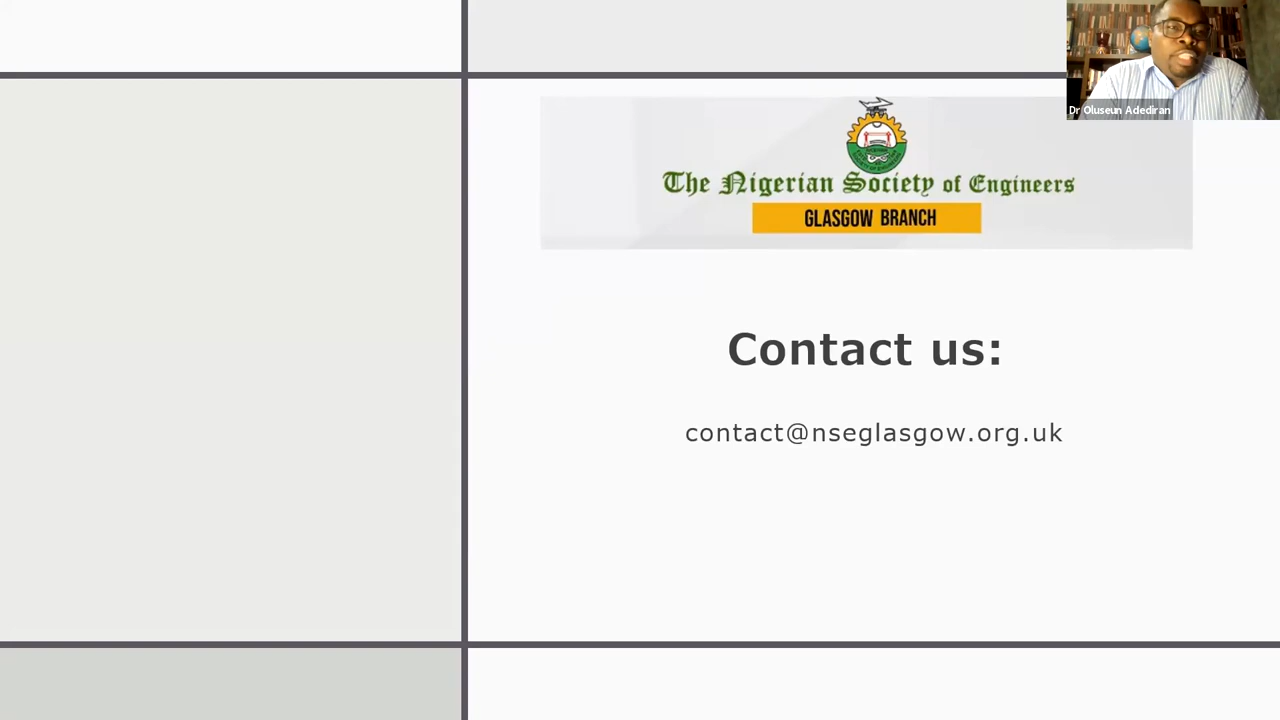 Dr Oluseun Adediran
The Nigerian Society of Engineers
GLASGOW BRANCH
Contact us:
contact@nseglasgow.org.uk